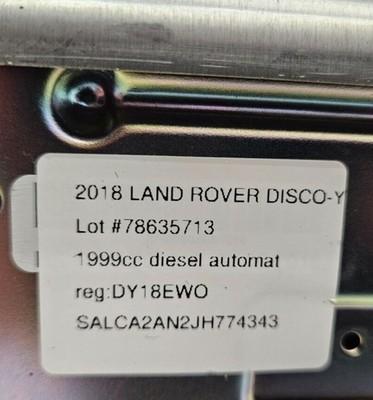 2018 LAND ROVER DISCO-Y
Lot #78635713
1999cc diesel automat
reg:DY18EWO
SALCA2AN2JH774343